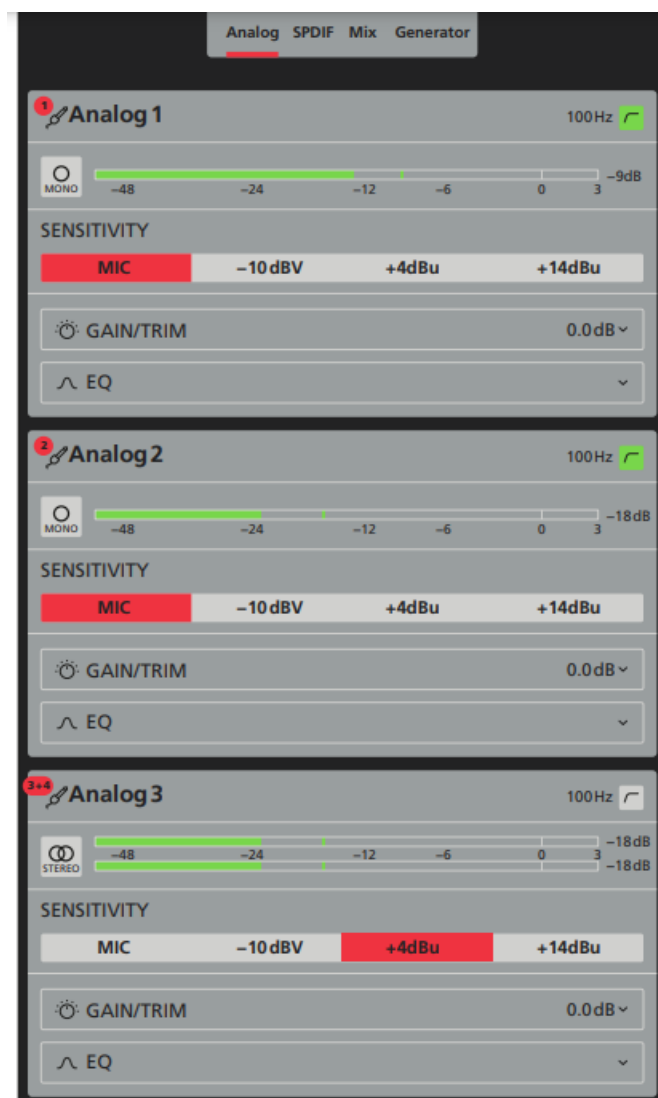 Analog SPDIF Mix Generator
1 Analog 1 100Hz
MONO −48 −24 −12 −6 0 3 −9dB
SENSITIVITY
MIC −10dBV +4dBu +14dBu
GAIN/TRIM 0.0dB
EQ
2 Analog 2 100Hz
MONO −48 −24 −12 −6 0 3 −18dB
SENSITIVITY
MIC −10dBV +4dBu +14dBu
GAIN/TRIM 0.0dB
EQ
3+4 Analog 3 100Hz
−18dB
STEREO −48 −24 −12 −6 0 3
−18dB
SENSITIVITY
MIC −10dBV +4dBu +14dBu
GAIN/TRIM 0.0dB
EQ